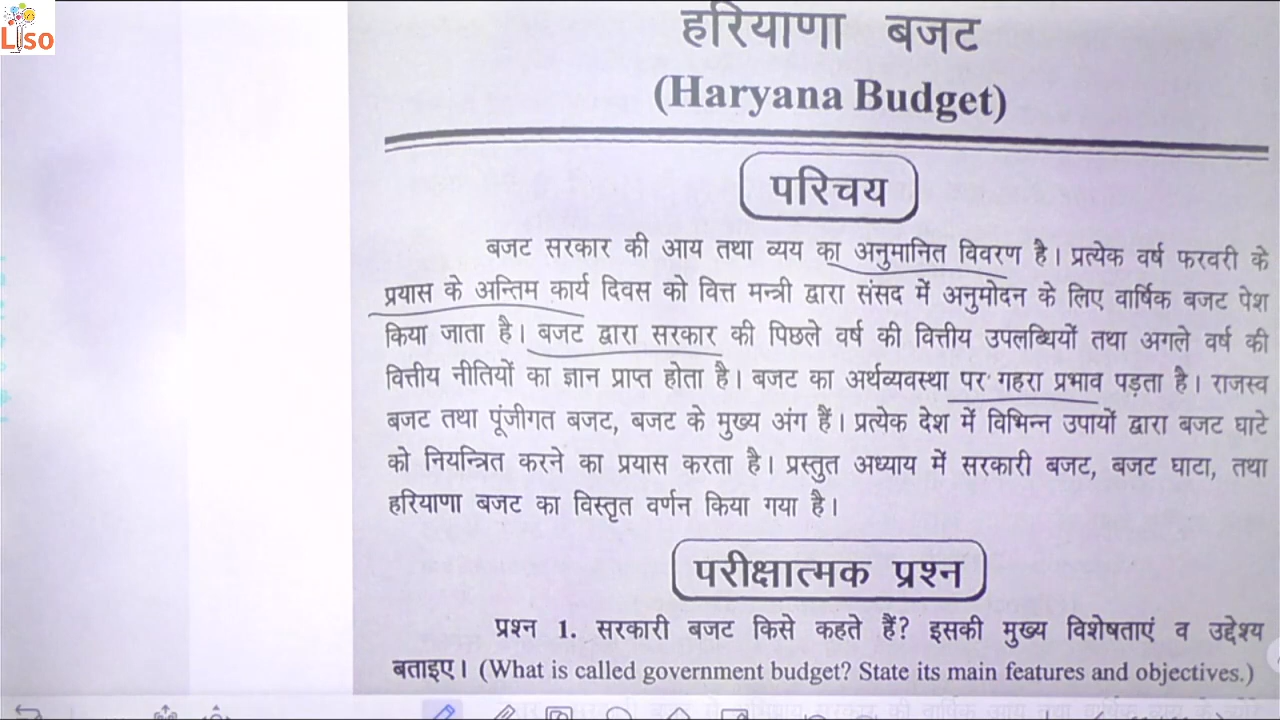 Liso
हरियाणा बजट
(Haryana Budget)
परिचय
बजट सरकार की आय तथा व्यय का अनुमानित विवरण है। प्रत्येक वर्ष फरवरी के
प्रयास के अन्तिम कार्य दिवस को वित्त मन्त्री द्वारा संसद में अनुमोदन के लिए वार्षिक बजट पेश
किया जाता है। बजट द्वारा सरकार की पिछले वर्ष की वित्तीय उपलब्धियों तथा अगले वर्ष की
वित्तीय नीतियों का ज्ञान प्राप्त होता है। बजट का अर्थव्यवस्था पर गहरा प्रभाव पड़ता है। राजस्व
बजट तथा पूंजीगत बजट, बजट के मुख्य अंग हैं। प्रत्येक देश में विभिन्न उपायों द्वारा बजट घाटे
को नियन्त्रित करने का प्रयास करता है। प्रस्तुत अध्याय में सरकारी बजट, बजट घाटा, तथा
हरियाणा बजट का विस्तृत वर्णन किया गया है।
परीक्षात्मक प्रश्न
प्रश्न 1. सरकारी बजट किसे कहते हैं? इसकी मुख्य विशेषताएं व उद्देश्य
बताइए। (What is called government budget? State its main features and objectives.)